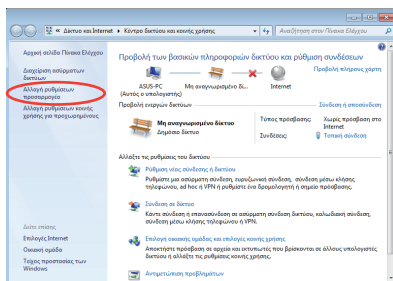 « Δίκτυο και Internet ▸ Κέντρο δικτύου και κοινής χρήσης
Αναζήτηση στον Πίνακα Ελέγχου
Αρχική σελίδα Πίνακα Ελέγχου
Διαχείριση ασύρματων
δικτύων
Αλλαγή ρυθμίσεων
προσαρμογέα
Αλλαγή ρυθμίσεων κοινής
χρήσης για προχωρημένους
Δείτε επίσης
Επιλογές Internet
Οικιακή ομάδα
Τείχος προστασίας των
Windows
Προβολή των βασικών πληροφοριών δικτύου και ρύθμιση συνδέσεων
Προβολή πλήρους χάρτη
ASUS-PC
(Αυτός ο υπολογιστής)
Μη αναγνωρισμένο δί...
Internet
Προβολή ενεργών δικτύων
Σύνδεση ή αποσύνδεση
Μη αναγνωρισμένο δίκτυο
Δημόσιο δίκτυο
Τύπος πρόσβασης: Χωρίς πρόσβαση στο
Internet
Συνδέσεις: Τοπική σύνδεση
Αλλάξτε τις ρυθμίσεις του δικτύου
Ρύθμιση νέας σύνδεσης ή δικτύου
Ρυθμίστε μια ασύρματη σύνδεση, ευρυζωνική σύνδεση, σύνδεση μέσω κλήσης
τηλεφώνου, ad hoc ή VPN ή ρυθμίστε ένα δρομολογητή ή σημείο πρόσβασης.
Σύνδεση σε δίκτυο
Κάντε σύνδεση ή επανασύνδεση σε ασύρματη σύνδεση δικτύου, καλωδιακή σύνδεση,
σύνδεση μέσω κλήσης τηλεφώνου ή VPN.
Επιλογή οικιακής ομάδας και επιλογές κοινής χρήσης
Αποκτήστε πρόσβαση σε αρχεία και εκτυπωτές που βρίσκονται σε άλλους υπολογιστές
δικτύου ή αλλάξτε τις ρυθμίσεις κοινής χρήσης.
Αντιμετώπιση προβλημάτων